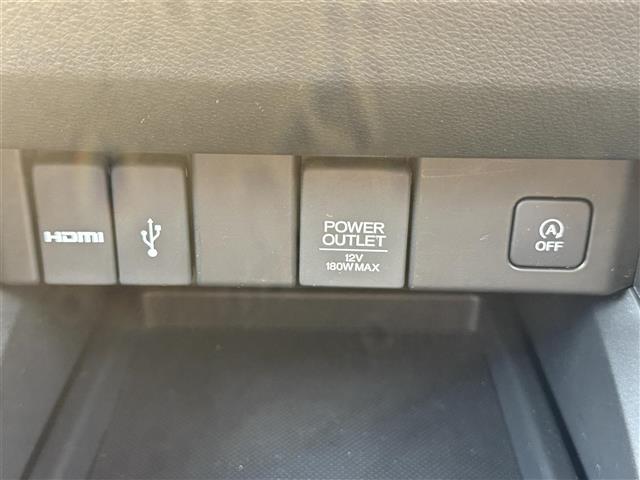 HDMI
POWER
OUTLET
12V
180W MAX
A
OFF